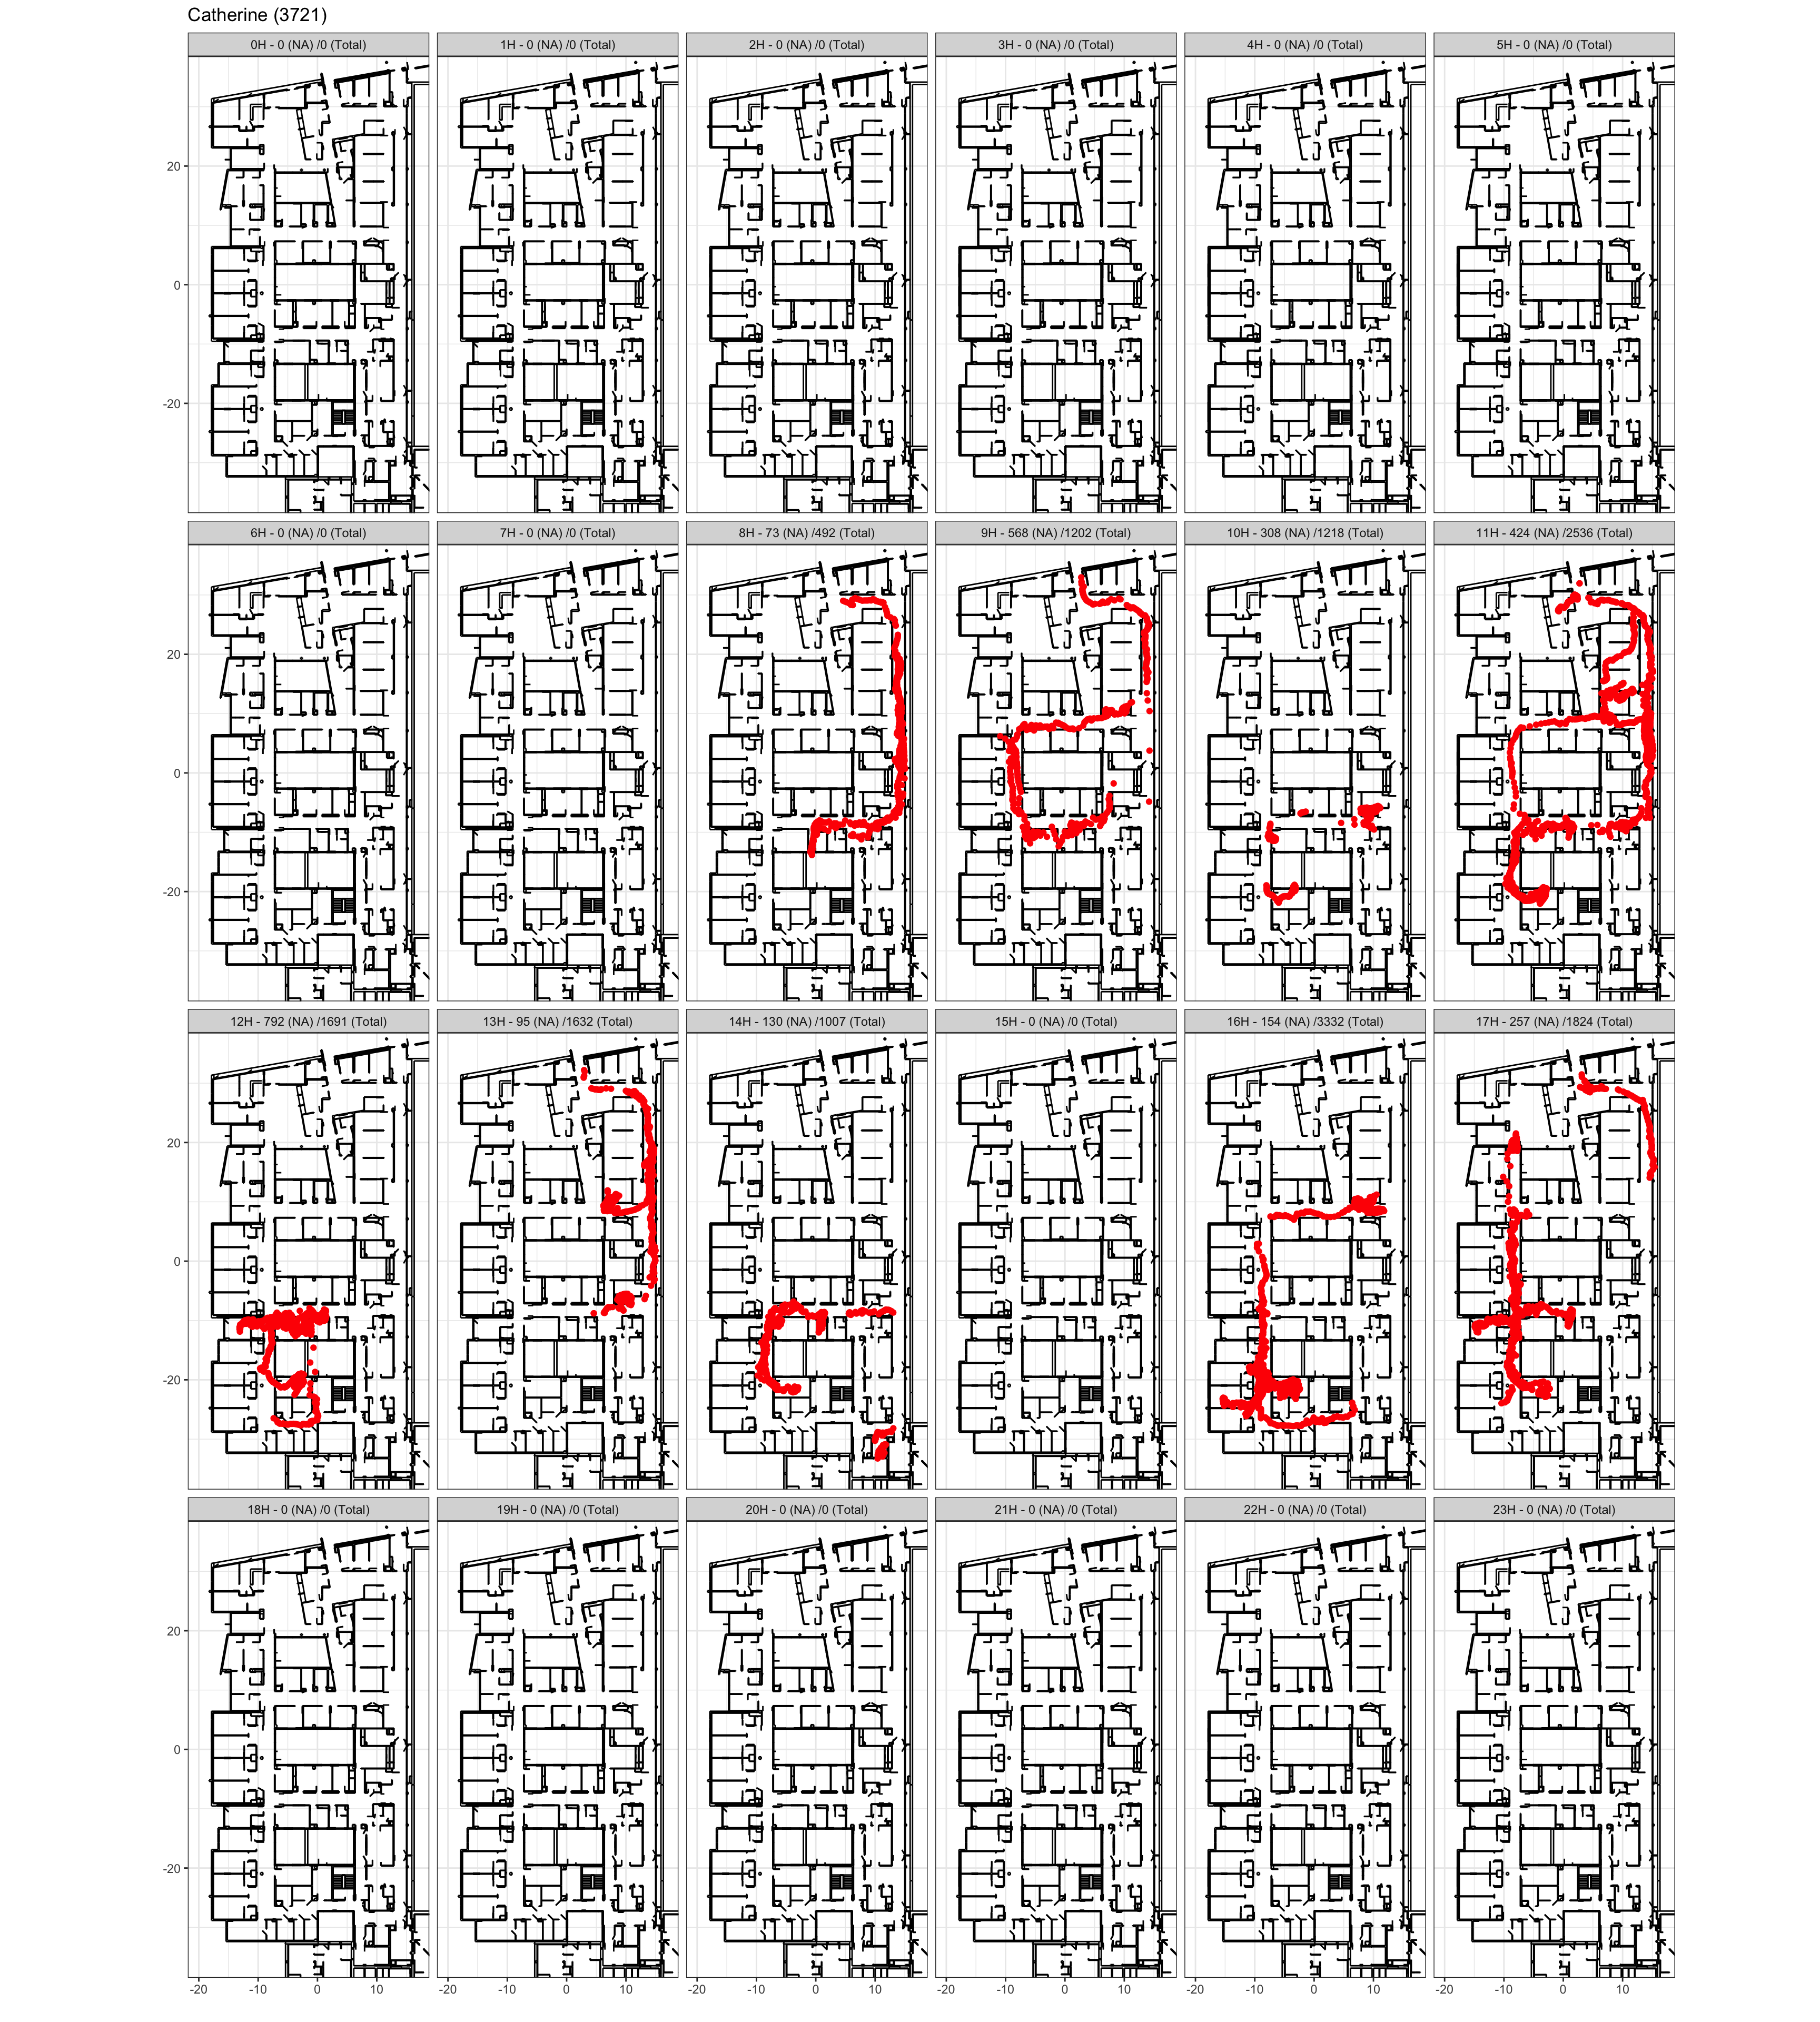 Catherine (3721)
0H - 0 (NA) /0 (Total) 1H - 0 (NA) /0 (Total) 2H - 0 (NA) /0 (Total) 3H - 0 (NA) /0 (Total) 4H - 0 (NA) /0 (Total) 5H - 0 (NA) /0 (Total)
20
0
-20
6H - 0 (NA) /0 (Total) 7H - 0 (NA) /0 (Total) 8H - 73 (NA) /492 (Total) 9H - 568 (NA) /1202 (Total) 10H - 308 (NA) /1218 (Total) 11H - 424 (NA) /2536 (Total)
20
0
-20
12H - 792 (NA) /1691 (Total) 13H - 95 (NA) /1632 (Total) 14H - 130 (NA) /1007 (Total) 15H - 0 (NA) /0 (Total) 16H - 154 (NA) /3332 (Total) 17H - 257 (NA) /1824 (Total)
20
0
-20
18H - 0 (NA) /0 (Total) 19H - 0 (NA) /0 (Total) 20H - 0 (NA) /0 (Total) 21H - 0 (NA) /0 (Total) 22H - 0 (NA) /0 (Total) 23H - 0 (NA) /0 (Total)
20
0
-20
-20 -10 0 10 -20 -10 0 10 -20 -10 0 10 -20 -10 0 10 -20 -10 0 10 -20 -10 0 10